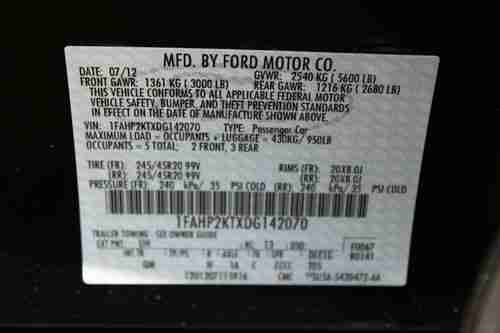 MFD. BY FORD MOTOR CO.
DATE: 07/12 GVWR: 2540 KG ( 5600 LB)
FRONT GAWR: 1361 KG ( 3000 LB) REAR GAWR: 1216 KG ( 2680 LB)
THIS VEHICLE CONFORMS TO ALL APPLICABLE FEDERAL MOTOR
VEHICLE SAFETY, BUMPER, AND THEFT PREVENTION STANDARDS IN
EFFECT ON THE DATE OF MANUFACTURE SHOWN ABOVE.
VIN: 1FAHP2KTXDG142070 TYPE: Passenger Car
MAXIMUM LOAD = OCCUPANTS + LUGGAGE = 430KG/ 950LB
OCCUPANTS = 5 TOTAL: 2 FRONT, 3 REAR
TIRE (FR): 245/45R20 99V RIMS (FR): 20X8.0J
(RR): 245/45R20 99V (RR): 20X8.0J
PRESSURE (FR): 240 kPa/ 35 PSI COLD (RR): 240 kPa/ 35 PSI COLD
1FAHP2KTXDG142070
TRAILER TOWING - SEE OWNER GUIDE